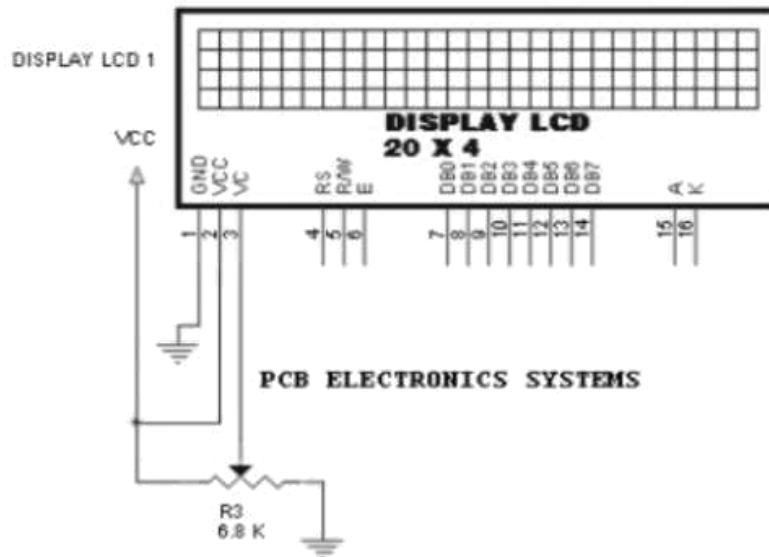 DISPLAY LCD 1
DISPLAY LCD
20 X 4
VCC
GND
VCC
VC
RS
R/W
E
DB0
DB1
DB2
DB3
DB4
DB5
DB6
DB7
A
K
1
2
3
4
5
6
7
8
9
10
11
12
13
14
15
16
PCB ELECTRONICS SYSTEMS
R3
6.8 K